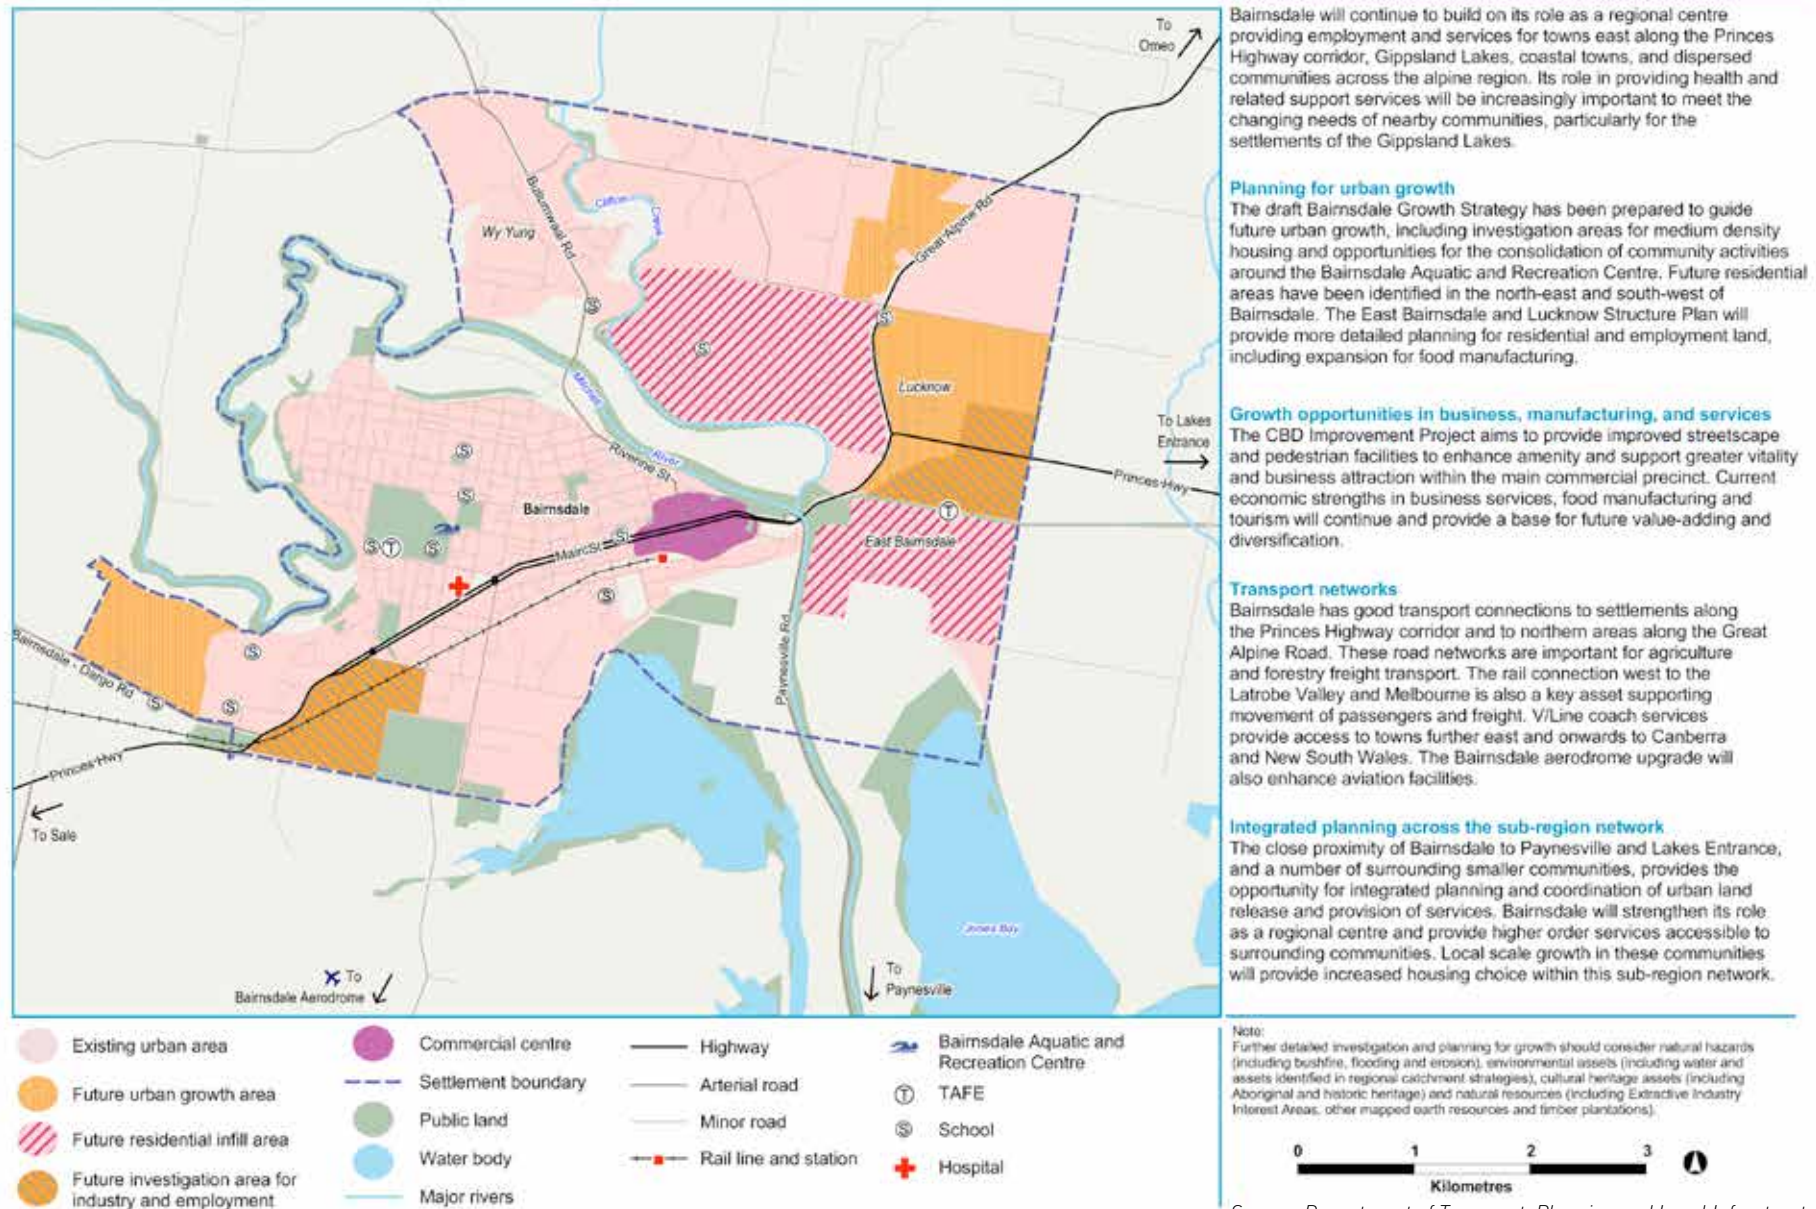 To
Omeo
Bullumwaal Rd
Clifton
Creek
Wy Yung
Great Alpine Rd
S
S
S
Lucknow
Mitchell
River
To Lakes
Entrance
Riverine St
S
S
Princes Hwy
Bairnsdale
T
S
Main St
East Bairnsdale
S
T
S
S
Paynesville Rd
Bairnsdale - Dargo Rd
S
S
S
Princes Hwy
To Sale
Jones Bay
To
Bairnsdale Aerodrome
To
Paynesville
Bairnsdale will continue to build on its role as a regional centre
providing employment and services for towns east along the Princes
Highway corridor, Gippsland Lakes, coastal towns, and dispersed
communities across the alpine region. Its role in providing health and
related support services will be increasingly important to meet the
changing needs of nearby communities, particularly for the
settlements of the Gippsland Lakes.
Planning for urban growth
The draft Bairnsdale Growth Strategy has been prepared to guide
future urban growth, including investigation areas for medium density
housing and opportunities for the consolidation of community activities
around the Bairnsdale Aquatic and Recreation Centre. Future residential
areas have been identified in the north-east and south-west of
Bairnsdale. The East Bairnsdale and Lucknow Structure Plan will
provide more detailed planning for residential and employment land,
including expansion for food manufacturing.
Growth opportunities in business, manufacturing, and services
The CBD Improvement Project aims to provide improved streetscape
and pedestrian facilities to enhance amenity and support greater vitality
and business attraction within the main commercial precinct. Current
economic strengths in business services, food manufacturing and
tourism will continue and provide a base for future value-adding and
diversification.
Transport networks
Bairnsdale has good transport connections to settlements along
the Princes Highway corridor and to northern areas along the Great
Alpine Road. These road networks are important for agriculture
and forestry freight transport. The rail connection west to the
Latrobe Valley and Melbourne is also a key asset supporting
movement of passengers and freight. V/Line coach services
provide access to towns further east and onwards to Canberra
and New South Wales. The Bairnsdale aerodrome upgrade will
also enhance aviation facilities.
Integrated planning across the sub-region network
The close proximity of Bairnsdale to Paynesville and Lakes Entrance,
and a number of surrounding smaller communities, provides the
opportunity for integrated planning and coordination of urban land
release and provision of services. Bairnsdale will strengthen its role
as a regional centre and provide higher order services accessible to
surrounding communities. Local scale growth in these communities
will provide increased housing choice within this sub-region network.
Existing urban area
Future urban growth area
Future residential infill area
Future investigation area for
industry and employment
Commercial centre
Settlement boundary
Public land
Water body
Major rivers
Highway
Arterial road
Minor road
Rail line and station
Bairnsdale Aquatic and
Recreation Centre
T TAFE
S School
Hospital
Note:
Further detailed investigation and planning for growth should consider natural hazards
(including bushfire, flooding and erosion), environmental assets (including water and
assets identified in regional catchment strategies), cultural heritage assets (including
Aboriginal and historic heritage) and natural resources (including Extractive Industry
Interest Areas, other mapped earth resources and timber plantations).
0 1 2 3
Kilometres